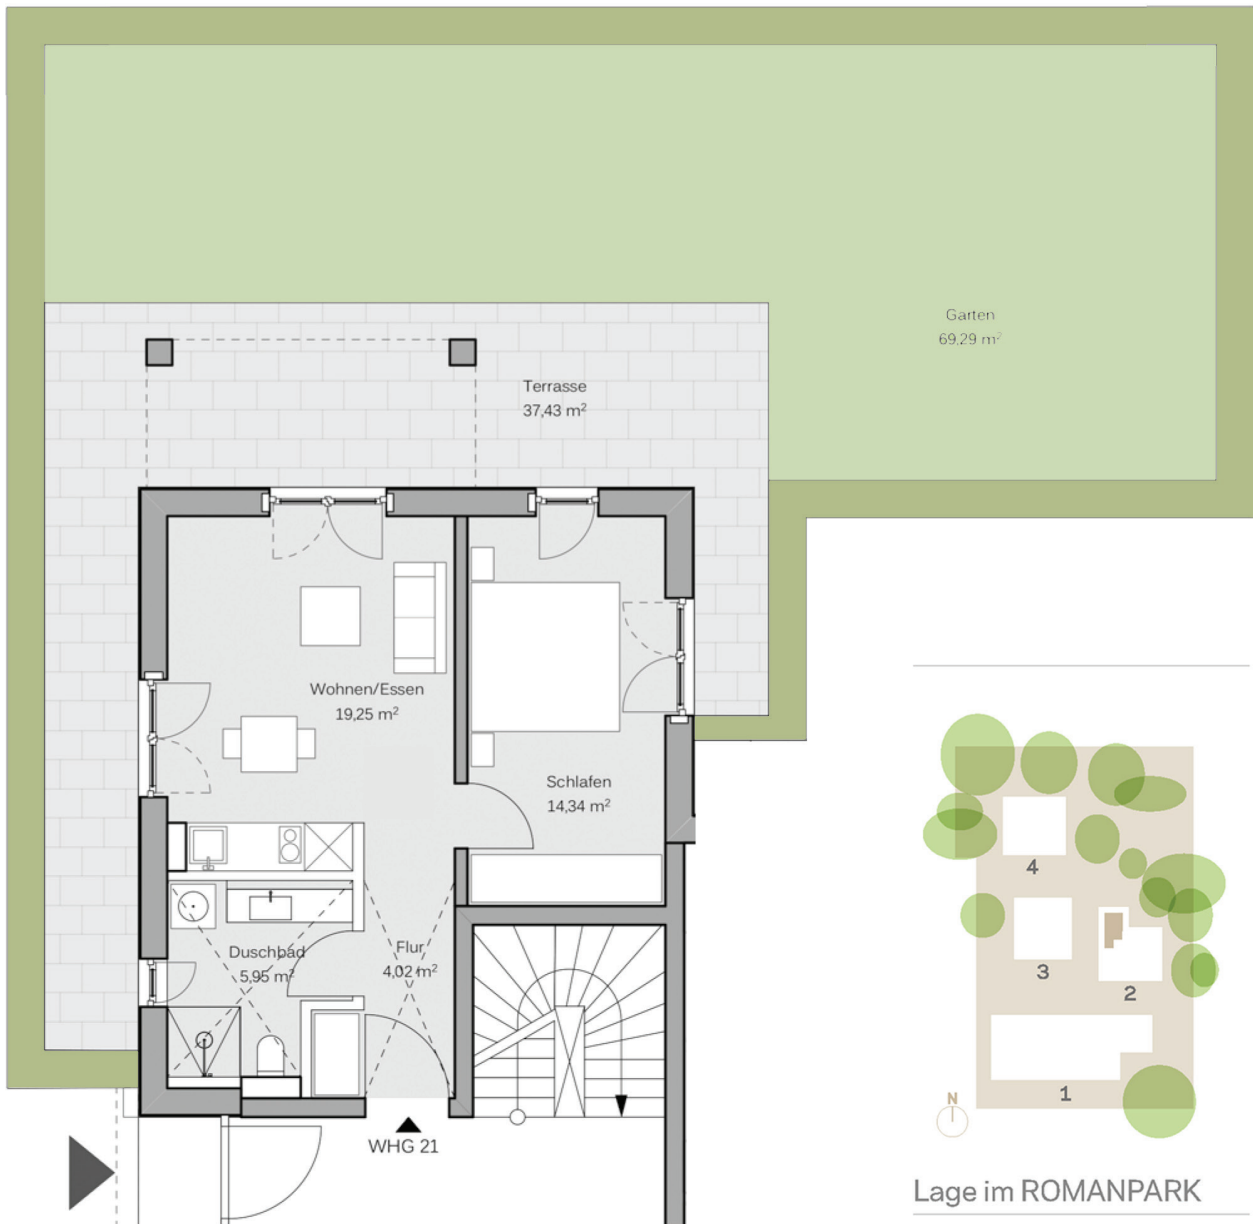 Garten
69,29 m²
Terrasse
37,43 m²
Wohnen/Essen
19,25 m²
Schlafen
14,34 m²
Duschbad
5,95 m²
Flur
4,02 m²
WHG 21
4
3
2
1
N
Lage im ROMANPARK